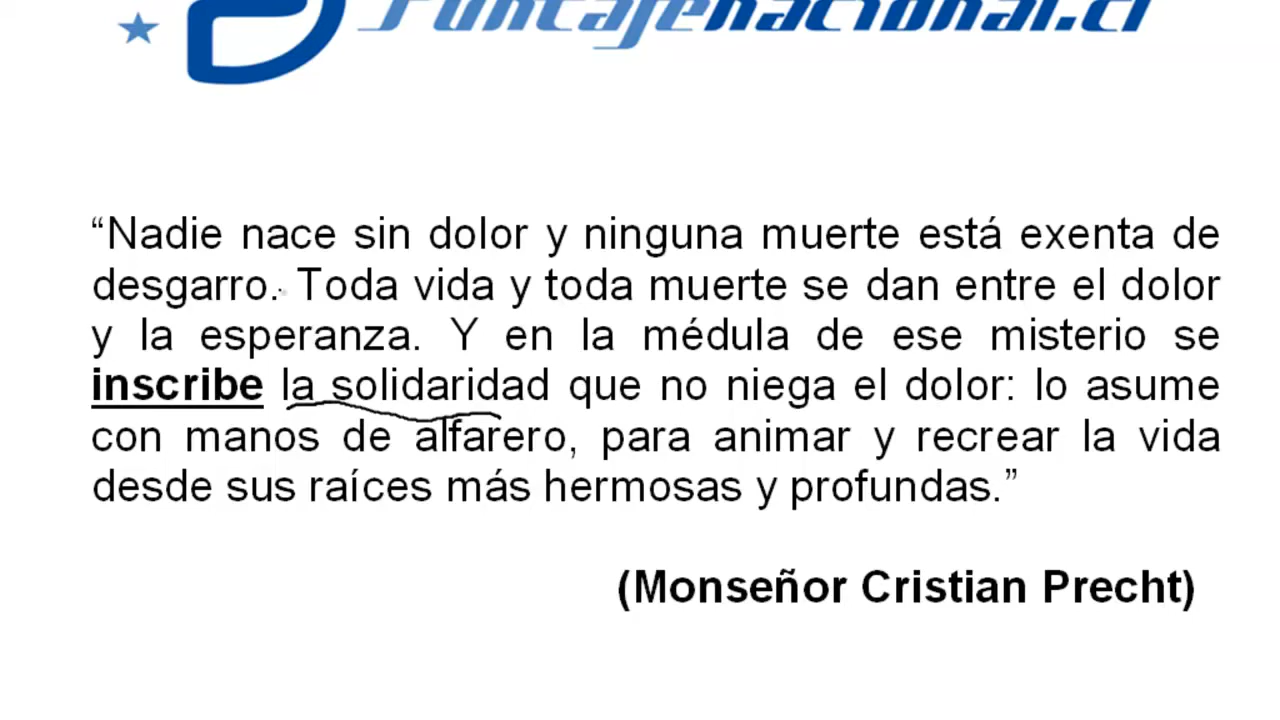 Puntajenacional.cl
“Nadie nace sin dolor y ninguna muerte está exenta de
desgarro. Toda vida y toda muerte se dan entre el dolor
y la esperanza. Y en la médula de ese misterio se
inscribe la solidaridad que no niega el dolor: lo asume
con manos de alfarero, para animar y recrear la vida
desde sus raíces más hermosas y profundas.”
(Monseñor Cristian Precht)